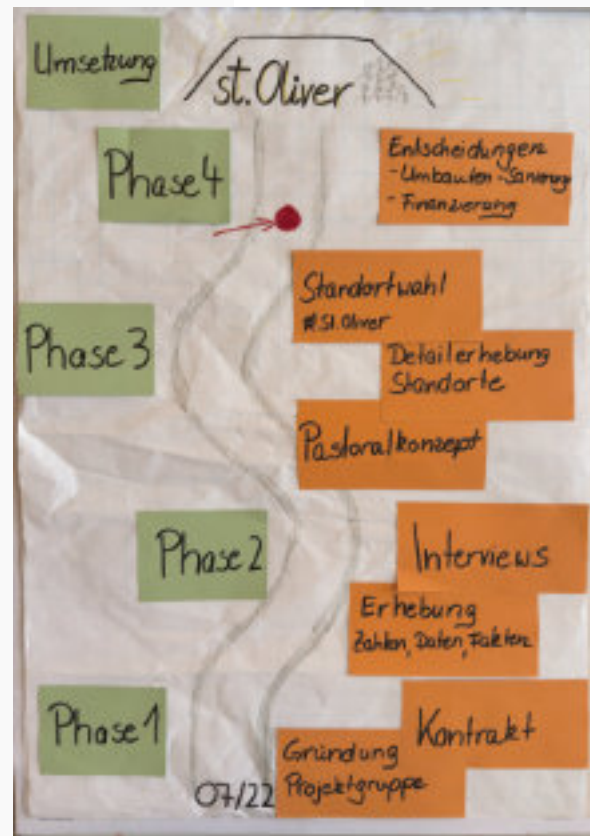 Umsetzung
st. Oliver
Phase 4
Entscheidungen
- Umbauten - Sanierung
- Finanzierung
Standortwahl
St. Oliver
Phase 3
Detailerhebung
Standorte
Pastoralkonzept
Phase 2
Interviews
Erhebung
Zahlen, Daten, Fakten
Phase 1
Kontrakt
Gründung
Projektgruppe
07/22